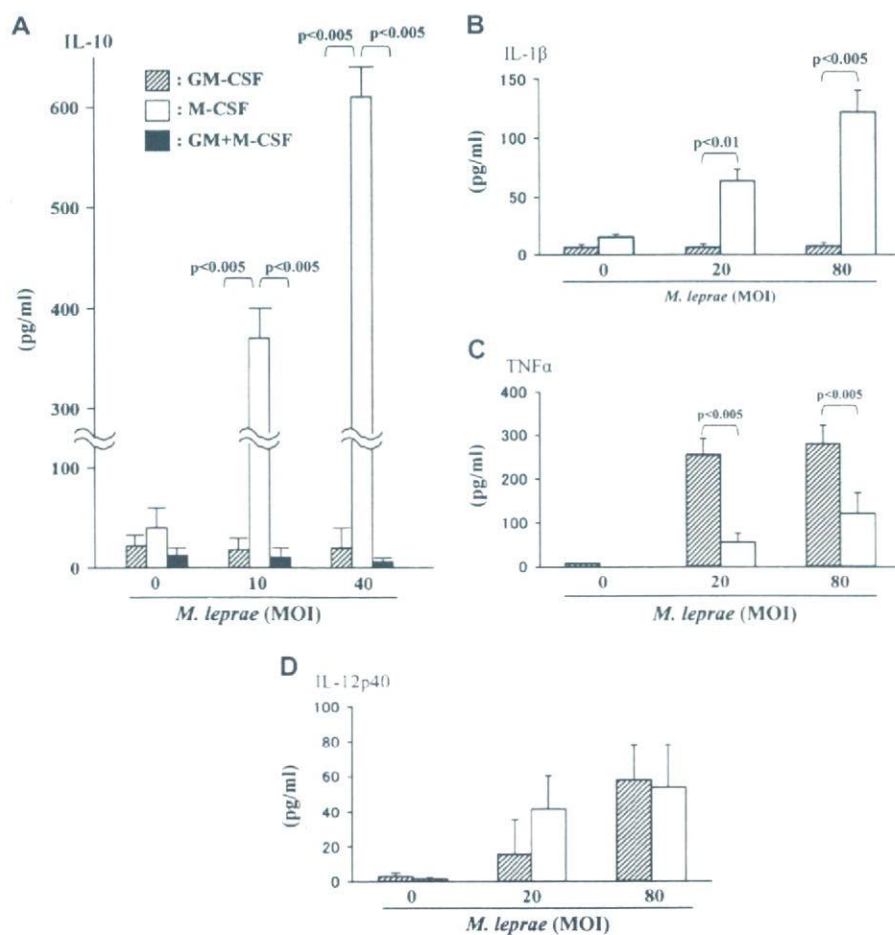 A
IL-10
p<0.005 p<0.005
: GM-CSF
: M-CSF
: GM+M-CSF
600
500
p<0.005 p<0.005
400
300
100
0
(pg/ml)
0 10 40
M. leprae (MOI)
B
IL-1β
150
100
50
0
(pg/ml)
p<0.01
p<0.005
0 20 80
M. leprae (MOI)
C
TNFα
400
300
200
100
0
(pg/ml)
p<0.005
p<0.005
0 20 80
M. leprae (MOI)
D
IL-12p40
100
80
60
40
20
0
(pg/ml)
0 20 80
M. leprae (MOI)